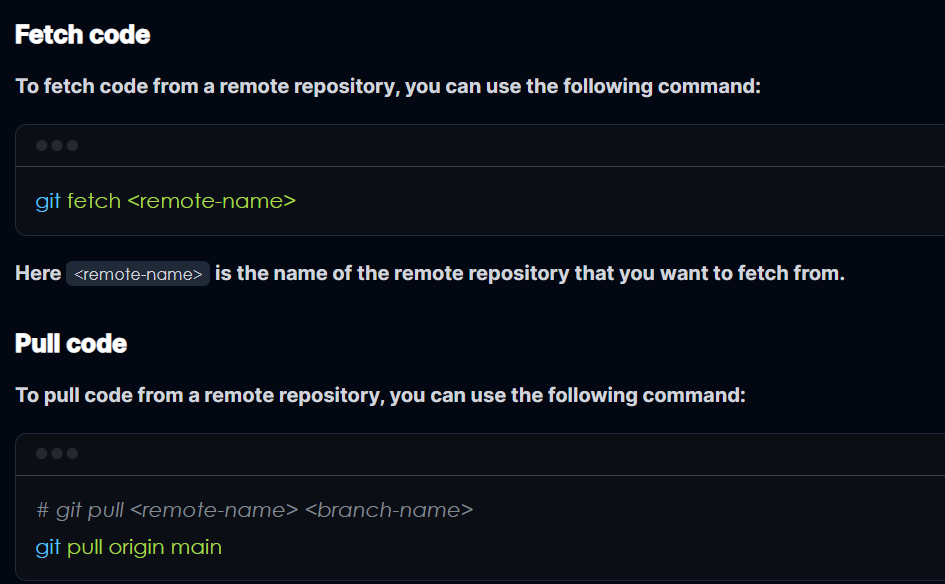 Fetch code
To fetch code from a remote repository, you can use the following command:
git fetch <remote-name>
Here <remote-name> is the name of the remote repository that you want to fetch from.
Pull code
To pull code from a remote repository, you can use the following command:
# git pull <remote-name> <branch-name>
git pull origin main